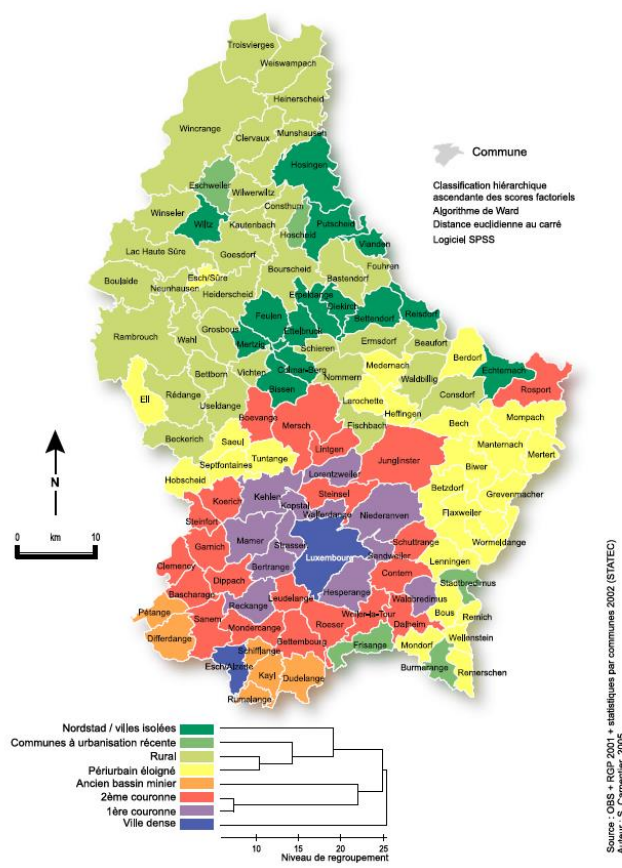 Troisvierges
Weiswampach
Heinerscheid
Wincrange
Clervaux
Munshausen
Hosingen
Eschweiler
Wilwerwiltz
Consthum
Winseler
Wiltz
Kautenbach
Hoscheid
Putscheid
Vianden
Lac Haute Sûre
Goesdorf
Bourscheid
Fouhren
Boulaide
Esch/Sûre
Neunhausen
Heiderscheid
Bastendorf
Erpeldange
Diekirch
Reisdorf
Feulen
Bettendorf
Rambrouch
Wahl
Grosbous
Mertzig
Ettelbruck
Ermsdorf
Beaufort
Schieren
Berdorf
Echternach
Medernach
Bettborn
Vichten
Colmar-Berg
Nommern
Waldbillig
Rosport
Ell
Rédange
Bissen
Larochette
Consdorf
Useldange
Heffingen
Mompach
Boevange
Mersch
Fischbach
Bech
Beckerich
Saeul
Lintgen
Manternach
Mertert
Tuntange
Junglinster
Biwer
Septfontaines
Lorentzweiler
Hobscheid
Betzdorf
Grevenmacher
Kehlen
Steinsel
Koerich
Kopstal
Niederanven
Flaxweiler
Walferdange
Steinfort
Mamer
Strassen
Schuttrange
Wormeldange
Garnich
Luxembourg
Sandweiler
Bertrange
Lenningen
Clemency
Dippach
Contern
Stadtbredimus
Hesperange
Bascharage
Leudelange
Waldbredimus
Reckange
Weiler-la-Tour
Bous
Remich
Pétange
Sanem
Roeser
Dalheim
Mondercange
Differdange
Bettembourg
Frisange
Mondorf
Wellenstein
Schifflange
Esch/Alzette
Kayl
Dudelange
Burmerange
Remerschen
Rumelange
Commune
Classification hiérarchique
ascendante des scores factoriels
Algorithme de Ward
Distance euclidienne au carré
Logiciel SPSS
N
km
0
10
Nordstad / villes isolées
Communes à urbanisation récente
Rural
Périurbain éloigné
Ancien bassin minier
2ème couronne
1ère couronne
Ville dense
10 15 20 25
Niveau de regroupement
Source : OBS + RGP 2001 + statistiques par communes 2002 (STATEC)
Auteur : S. Carpentier, 2005